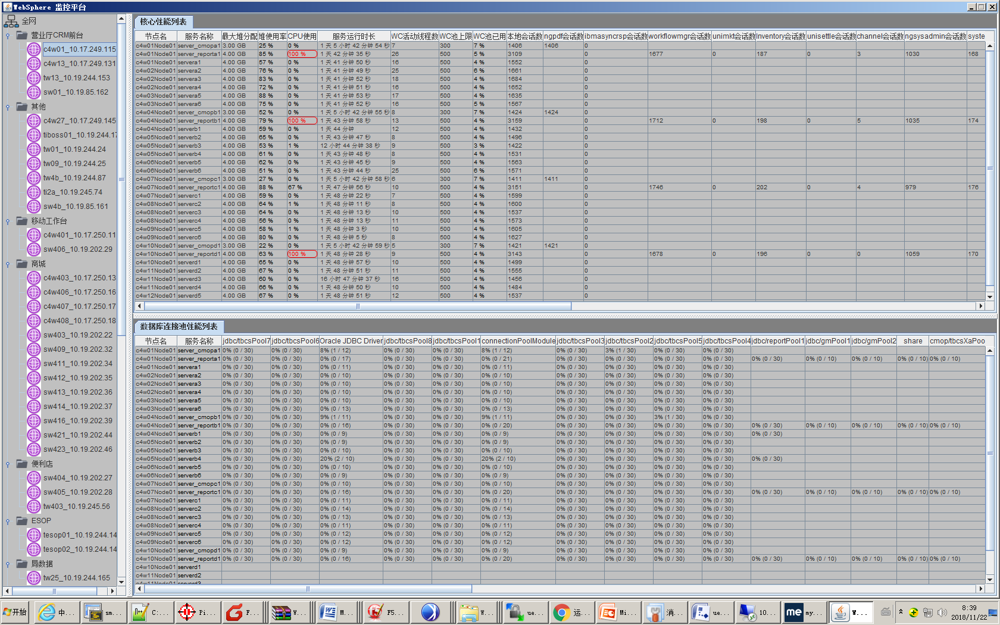 WebSphere 监控平台
全网
营业厅CRM前台
c4w01_10.17.249.115
c4w13_10.17.249.131
tw13_10.19.244.153
sw01_10.19.85.162
其他
c4w27_10.17.249.145
tiboss01_10.19.244.17
tw01_10.19.244.24
tw09_10.19.244.25
tw4b_10.19.244.87
ti2a_10.19.245.74
sw4b_10.19.85.161
移动工作台
c4w401_10.17.250.11
sw406_10.19.202.29
商城
c4w403_10.17.250.13
c4w406_10.17.250.16
c4w407_10.17.250.17
c4w408_10.17.250.18
sw403_10.19.202.22
sw409_10.19.202.32
sw411_10.19.202.34
sw412_10.19.202.35
sw413_10.19.202.36
sw414_10.19.202.37
sw416_10.19.202.39
sw421_10.19.202.44
sw423_10.19.202.46
便利店
sw404_10.19.202.27
sw405_10.19.202.28
tw403_10.19.245.56
ESOP
tesop01_10.19.244.14
tesop02_10.19.244.14
局数据
tw25_10.19.244.165
核心性能列表
节点名 服务名称 最大堆分配 堆使用率 CPU使用 服务运行时长 WC活动线程数 WC池上限 WC池已用 本地会话数 ngpdf会话数 ibmasyncrsp会话数 workflowmgr会话数 unimkt会话数 Inventory会话数 unisettle会话数 channel会话数 ngsysadmin会话数 syste
c4w01Node01 server_cmopa1 3.00 GB 25 % 0 % 1 天 5 小时 42 分钟 54 秒 7 300 7 % 1406 1406 0
c4w01Node01 server_reporta1 4.00 GB 85 % 100 % 1 天 42 分钟 35 秒 26 500 5 % 3109 0 1677 0 187 0 3 1030 168
c4w01Node01 servera1 4.00 GB 57 % 0 % 1 天 41 分钟 50 秒 16 500 4 % 1552 0
c4w02Node01 servera2 4.00 GB 76 % 0 % 1 天 41 分钟 49 秒 25 500 6 % 1661 0
c4w02Node01 servera3 4.00 GB 83 % 0 % 1 天 41 分钟 52 秒 18 500 4 % 1684 0
c4w02Node01 servera4 4.00 GB 72 % 0 % 1 天 41 分钟 51 秒 16 500 4 % 1652 0
c4w03Node01 servera5 4.00 GB 88 % 0 % 1 天 41 分钟 53 秒 17 500 4 % 1635 0
c4w03Node01 servera6 4.00 GB 75 % 0 % 1 天 41 分钟 52 秒 16 500 5 % 1567 0
c4w04Node01 server_cmopb1 3.00 GB 52 % 0 % 1 天 5 小时 42 分钟 55 秒 8 300 7 % 1424 1424 0
c4w04Node01 server_reportb1 4.00 GB 79 % 100 % 1 天 43 分钟 58 秒 13 500 4 % 3159 0 1712 0 198 0 5 1035 174
c4w04Node01 serverb1 4.00 GB 59 % 0 % 1 天 44 分钟 12 500 4 % 1432 0
c4w05Node01 serverb2 4.00 GB 65 % 0 % 1 天 43 分钟 47 秒 8 500 4 % 1496 0
c4w05Node01 serverb3 4.00 GB 53 % 1 % 12 小时 44 分钟 38 秒 9 500 3 % 1422 0
c4w05Node01 serverb4 4.00 GB 61 % 0 % 1 天 43 分钟 48 秒 8 500 4 % 1531 0
c4w06Node01 serverb5 4.00 GB 62 % 0 % 1 天 43 分钟 45 秒 9 500 4 % 1563 0
c4w06Node01 serverb6 4.00 GB 51 % 0 % 1 天 43 分钟 44 秒 25 500 6 % 1571 0
c4w07Node01 server_cmopc1 3.00 GB 27 % 0 % 1 天 5 小时 42 分钟 58 秒 6 300 7 % 1411 1411 0
c4w07Node01 server_reportc1 4.00 GB 88 % 67 % 1 天 47 分钟 56 秒 10 500 4 % 3151 0 1746 0 202 0 4 979 176
c4w07Node01 serverc1 4.00 GB 59 % 0 % 1 天 48 分钟 22 秒 7 500 4 % 1599 0
c4w08Node01 serverc2 4.00 GB 64 % 1 % 1 天 48 分钟 11 秒 8 500 4 % 1600 0
c4w08Node01 serverc3 4.00 GB 64 % 0 % 1 天 48 分钟 13 秒 10 500 4 % 1537 0
c4w08Node01 serverc4 4.00 GB 56 % 0 % 1 天 48 分钟 13 秒 11 500 4 % 1573 0
c4w09Node01 serverc5 4.00 GB 58 % 1 % 1 天 48 分钟 3 秒 10 500 4 % 1605 0
c4w09Node01 serverc6 4.00 GB 80 % 0 % 1 天 48 分钟 5 秒 8 500 4 % 1627 0
c4w10Node01 server_cmopd1 3.00 GB 22 % 0 % 1 天 5 小时 42 分钟 59 秒 5 300 7 % 1421 1421 0
c4w10Node01 server_reportd1 4.00 GB 63 % 100 % 1 天 48 分钟 28 秒 9 500 4 % 3143 0 1678 0 196 0 0 1059 170
c4w10Node01 serverd1 4.00 GB 65 % 0 % 1 天 48 分钟 57 秒 10 500 4 % 1499 0
c4w11Node01 serverd2 4.00 GB 67 % 0 % 1 天 48 分钟 51 秒 11 500 4 % 1555 0
c4w11Node01 serverd3 4.00 GB 60 % 0 % 16 小时 47 分钟 37 秒 16 500 4 % 1456 0
c4w11Node01 serverd4 4.00 GB 66 % 0 % 1 天 48 分钟 50 秒 10 500 4 % 1484 0
c4w12Node01 serverd5 4.00 GB 67 % 0 % 1 天 48 分钟 51 秒 12 500 4 % 1537 0
数据库连接池性能列表
节点名 服务名称 jdbc/tbcsPool7 jdbc/tbcsPool6 Oracle JDBC Driver jdbc/tbcsPool8 jdbc/tbcsPool1 connectionPoolModule jdbc/tbcsPool3 jdbc/tbcsPool2 jdbc/tbcsPool5 jdbc/tbcsPool4 jdbc/reportPool1 jdbc/gmPool1 jdbc/gmPool2 share cmop/tbcsXaPoo
c4w01Node01 server_cmopa1 0% (0 / 30) 0% (0 / 30) 8% (1 / 12) 0% (0 / 30) 0% (0 / 30) 8% (1 / 12) 0% (0 / 30) 3% (1 / 30) 0% (0 / 30) 0% (0 / 30)
c4w01Node01 server_reporta1 0% (0 / 30) 0% (0 / 30) 0% (0 / 17) 0% (0 / 30) 0% (0 / 30) 0% (0 / 21) 0% (0 / 30) 0% (0 / 30) 0% (0 / 30) 0% (0 / 30) 0% (0 / 30) 0% (0 / 10) 0% (0 / 10) 0% (0 / 10) 0% (0 / 10)
c4w01Node01 servera1 0% (0 / 30) 0% (0 / 30) 0% (0 / 11) 0% (0 / 30) 0% (0 / 30) 0% (0 / 11) 0% (0 / 30) 0% (0 / 30) 0% (0 / 30) 0% (0 / 30)
c4w02Node01 servera2 0% (0 / 30) 0% (0 / 30) 0% (0 / 10) 0% (0 / 30) 0% (0 / 30) 0% (0 / 10) 0% (0 / 30) 0% (0 / 30) 0% (0 / 30) 0% (0 / 30)
c4w02Node01 servera3 0% (0 / 30) 0% (0 / 30) 0% (0 / 10) 0% (0 / 30) 0% (0 / 30) 0% (0 / 10) 0% (0 / 30) 0% (0 / 30) 0% (0 / 30) 0% (0 / 30)
c4w02Node01 servera4 0% (0 / 30) 0% (0 / 30) 0% (0 / 10) 0% (0 / 30) 0% (0 / 30) 0% (0 / 10) 0% (0 / 30) 0% (0 / 30) 0% (0 / 30) 0% (0 / 30)
c4w03Node01 servera5 0% (0 / 30) 0% (0 / 30) 0% (0 / 10) 0% (0 / 30) 0% (0 / 30) 0% (0 / 10) 0% (0 / 30) 0% (0 / 30) 0% (0 / 30) 0% (0 / 30)
c4w03Node01 servera6 0% (0 / 30) 0% (0 / 30) 0% (0 / 13) 0% (0 / 30) 0% (0 / 30) 0% (0 / 13) 0% (0 / 30) 0% (0 / 30) 0% (0 / 30) 0% (0 / 30)
c4w04Node01 server_cmopb1 0% (0 / 30) 0% (0 / 30) 9% (1 / 11) 0% (0 / 30) 0% (0 / 30) 9% (1 / 11) 0% (0 / 30) 0% (0 / 30) 3% (1 / 30) 0% (0 / 30)
c4w04Node01 server_reportb1 0% (0 / 30) 0% (0 / 30) 0% (0 / 16) 0% (0 / 30) 0% (0 / 30) 0% (0 / 20) 0% (0 / 30) 0% (0 / 30) 0% (0 / 30) 0% (0 / 30) 0% (0 / 30) 0% (0 / 10) 0% (0 / 10) 0% (0 / 10) 0% (0 / 10)
c4w04Node01 serverb1 0% (0 / 30) 0% (0 / 30) 0% (0 / 9) 0% (0 / 30) 0% (0 / 30) 0% (0 / 9) 0% (0 / 30) 0% (0 / 30) 0% (0 / 30) 0% (0 / 30) 0% (0 / 30)
c4w05Node01 serverb2 0% (0 / 30) 0% (0 / 30) 0% (0 / 9) 0% (0 / 30) 0% (0 / 30) 0% (0 / 9) 0% (0 / 30) 0% (0 / 30) 0% (0 / 30) 0% (0 / 30)
c4w05Node01 serverb3 0% (0 / 30) 0% (0 / 30) 0% (0 / 10) 0% (0 / 30) 0% (0 / 30) 0% (0 / 10) 0% (0 / 30) 0% (0 / 30) 0% (0 / 30) 0% (0 / 30)
c4w05Node01 serverb4 0% (0 / 30) 0% (0 / 30) 20% (2 / 10) 0% (0 / 30) 0% (0 / 30) 20% (2 / 10) 0% (0 / 30) 0% (0 / 30) 0% (0 / 30) 0% (0 / 30) 0% (0 / 30)
c4w06Node01 serverb5 0% (0 / 30) 0% (0 / 30) 0% (0 / 10) 0% (0 / 30) 0% (0 / 30) 0% (0 / 10) 0% (0 / 30) 0% (0 / 30) 0% (0 / 30) 0% (0 / 30)
c4w06Node01 serverb6 0% (0 / 30) 0% (0 / 30) 0% (0 / 9) 0% (0 / 30) 0% (0 / 30) 0% (0 / 9) 0% (0 / 30) 0% (0 / 30) 0% (0 / 30) 0% (0 / 30)
c4w07Node01 server_cmopc1 0% (0 / 30) 0% (0 / 30) 0% (0 / 10) 0% (0 / 30) 0% (0 / 30) 0% (0 / 10) 0% (0 / 30) 0% (0 / 30) 0% (0 / 30) 0% (0 / 30)
c4w07Node01 server_reportc1 0% (0 / 30) 0% (0 / 30) 0% (0 / 16) 0% (0 / 30) 0% (0 / 30) 0% (0 / 20) 0% (0 / 30) 0% (0 / 30) 0% (0 / 30) 0% (0 / 30) 0% (0 / 30) 0% (0 / 10) 0% (0 / 10) 0% (0 / 10) 0% (0 / 10)
c4w07Node01 serverc1 0% (0 / 30) 0% (0 / 30) 0% (0 / 11) 0% (0 / 30) 0% (0 / 30) 0% (0 / 11) 0% (0 / 30) 0% (0 / 30) 0% (0 / 30) 0% (0 / 30)
c4w08Node01 serverc2 0% (0 / 30) 0% (0 / 30) 0% (0 / 14) 0% (0 / 30) 0% (0 / 30) 0% (0 / 14) 0% (0 / 30) 0% (0 / 30) 0% (0 / 30) 0% (0 / 30)
c4w08Node01 serverc3 0% (0 / 30) 0% (0 / 30) 0% (0 / 13) 0% (0 / 30) 0% (0 / 30) 0% (0 / 13) 0% (0 / 30) 0% (0 / 30) 0% (0 / 30) 0% (0 / 30)
c4w08Node01 serverc4 0% (0 / 30) 0% (0 / 30) 0% (0 / 11) 0% (0 / 30) 0% (0 / 30) 0% (0 / 11) 0% (0 / 30) 0% (0 / 30) 0% (0 / 30) 0% (0 / 30)
c4w09Node01 serverc5 0% (0 / 30) 0% (0 / 30) 0% (0 / 12) 0% (0 / 30) 0% (0 / 30) 0% (0 / 12) 0% (0 / 30) 0% (0 / 30) 0% (0 / 30) 0% (0 / 30)
c4w09Node01 serverc6 0% (0 / 30) 0% (0 / 30) 0% (0 / 12) 0% (0 / 30) 0% (0 / 30) 0% (0 / 12) 0% (0 / 30) 0% (0 / 30) 0% (0 / 30) 0% (0 / 30)
c4w10Node01 server_cmopd1 0% (0 / 30) 0% (0 / 30) 0% (0 / 9) 0% (0 / 30) 0% (0 / 30) 0% (0 / 9) 0% (0 / 30) 0% (0 / 30) 0% (0 / 30) 0% (0 / 30)
c4w10Node01 server_reportd1 0% (0 / 30) 0% (0 / 30) 0% (0 / 16) 0% (0 / 30) 0% (0 / 30) 0% (0 / 20) 0% (0 / 30) 0% (0 / 30) 0% (0 / 30) 0% (0 / 30) 0% (0 / 30) 0% (0 / 10) 0% (0 / 10) 0% (0 / 10) 0% (0 / 10)
c4w10Node01 serverd1
c4w11Node01 serverd2
c4w11Node01 serverd3
开始 中... sm... C:... Pi... F... W... M... F5... W... ue... 运... Mi... 消... ue... 10... me my... W... 8:39
2018/11/22